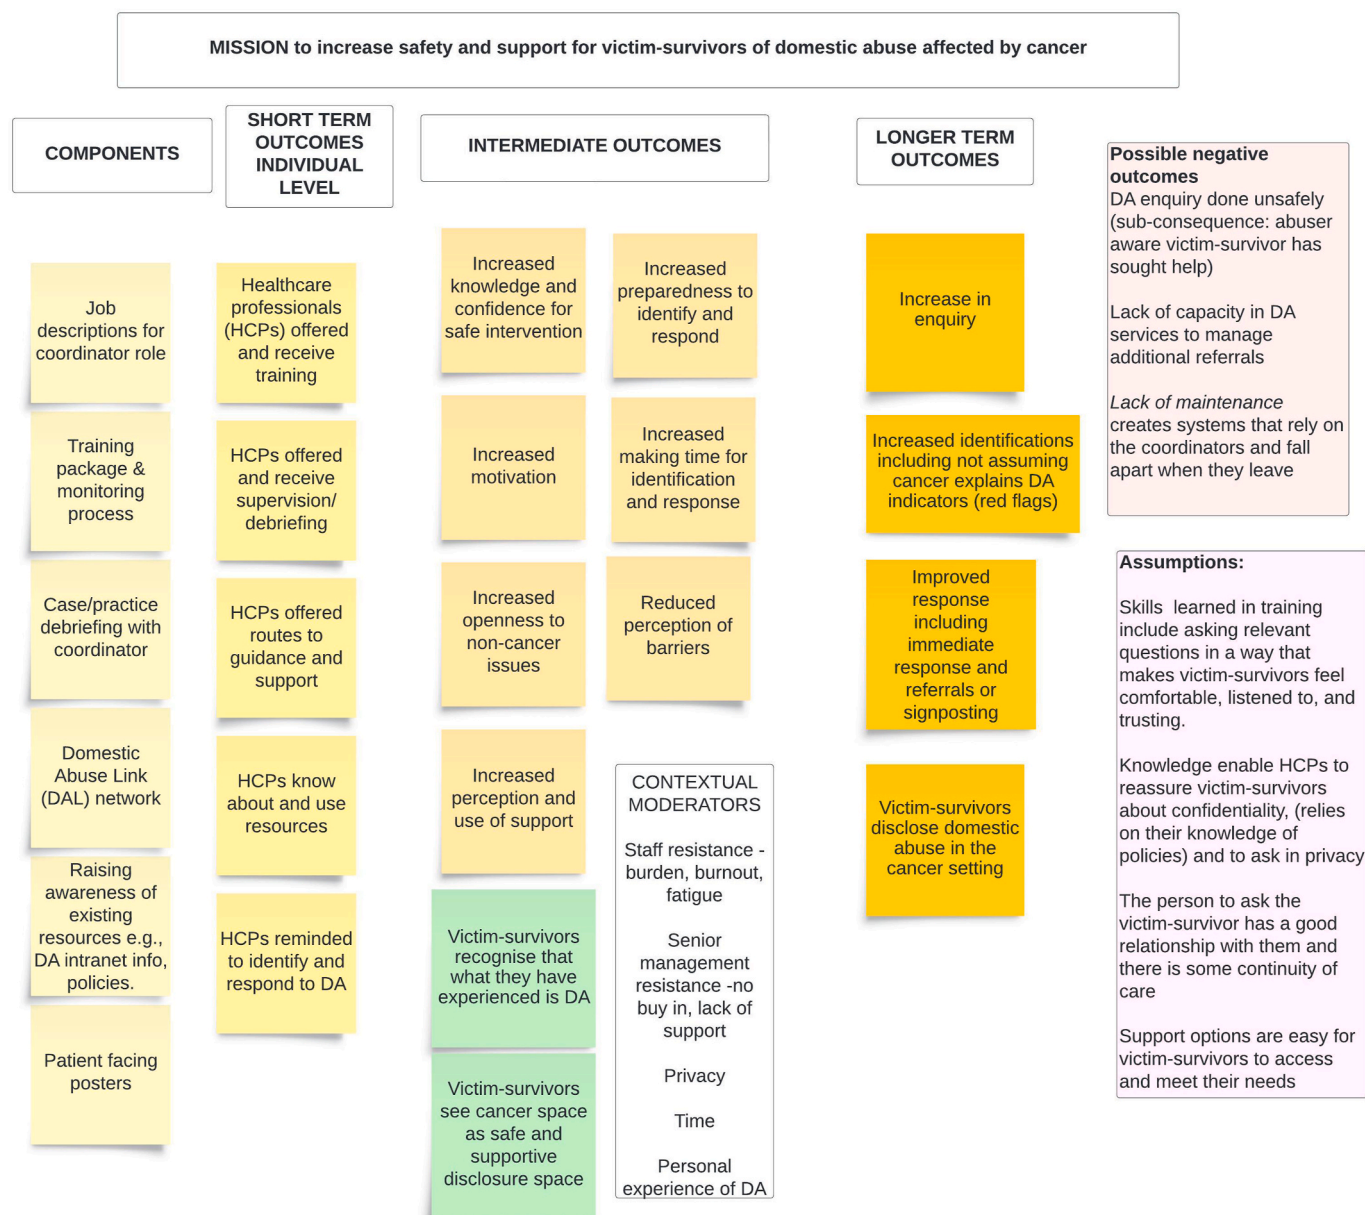 MISSION to increase safety and support for victim-survivors of domestic abuse affected by cancer
COMPONENTS
Job
descriptions for
coordinator role
Training
package &
monitoring
process
Case/practice
debriefing with
coordinator
Domestic
Abuse Link
(DAL) network
Raising
awareness of
existing
resources e.g.,
DA intranet info,
policies.
Patient facing
posters
SHORT TERM
OUTCOMES
INDIVIDUAL
LEVEL
Healthcare
professionals
(HCPs) offered
and receive
training
HCPs offered
and receive
supervision/
debriefing
HCPs offered
routes to
guidance and
support
HCPs know
about and use
resources
HCPs reminded
to identify and
respond to DA
INTERMEDIATE OUTCOMES
Increased
knowledge and
confidence for
safe intervention
Increased
motivation
Increased
openness to
non-cancer
issues
Increased
perception and
use of support
Victim-survivors
recognise that
what they have
experienced is DA
Victim-survivors
see cancer space
as safe and
supportive
disclosure space
Increased
preparedness to
identify and
respond
Increased
making time for
identification
and response
Reduced
perception of
barriers
CONTEXTUAL
MODERATORS
Staff resistance -
burden, burnout,
fatigue
Senior
management
resistance -no
buy in, lack of
support
Privacy
Time
Personal
experience of DA
LONGER TERM
OUTCOMES
Increase in
enquiry
Increased identifications
including not assuming
cancer explains DA
indicators (red flags)
Improved
response
including
immediate
response and
referrals or
signposting
Victim-survivors
disclose domestic
abuse in the
cancer setting
Possible negative
outcomes
DA enquiry done unsafely
(sub-consequence: abuser
aware victim-survivor has
sought help)
Lack of capacity in DA
services to manage
additional referrals
Lack of maintenance
creates systems that rely on
the coordinators and fall
apart when they leave
Assumptions:
Skills learned in training
include asking relevant
questions in a way that
makes victim-survivors feel
comfortable, listened to, and
trusting.
Knowledge enable HCPs to
reassure victim-survivors
about confidentiality, (relies
on their knowledge of
policies) and to ask in privacy
The person to ask the
victim-survivor has a good
relationship with them and
there is some continuity of
care
Support options are easy for
victim-survivors to access
and meet their needs